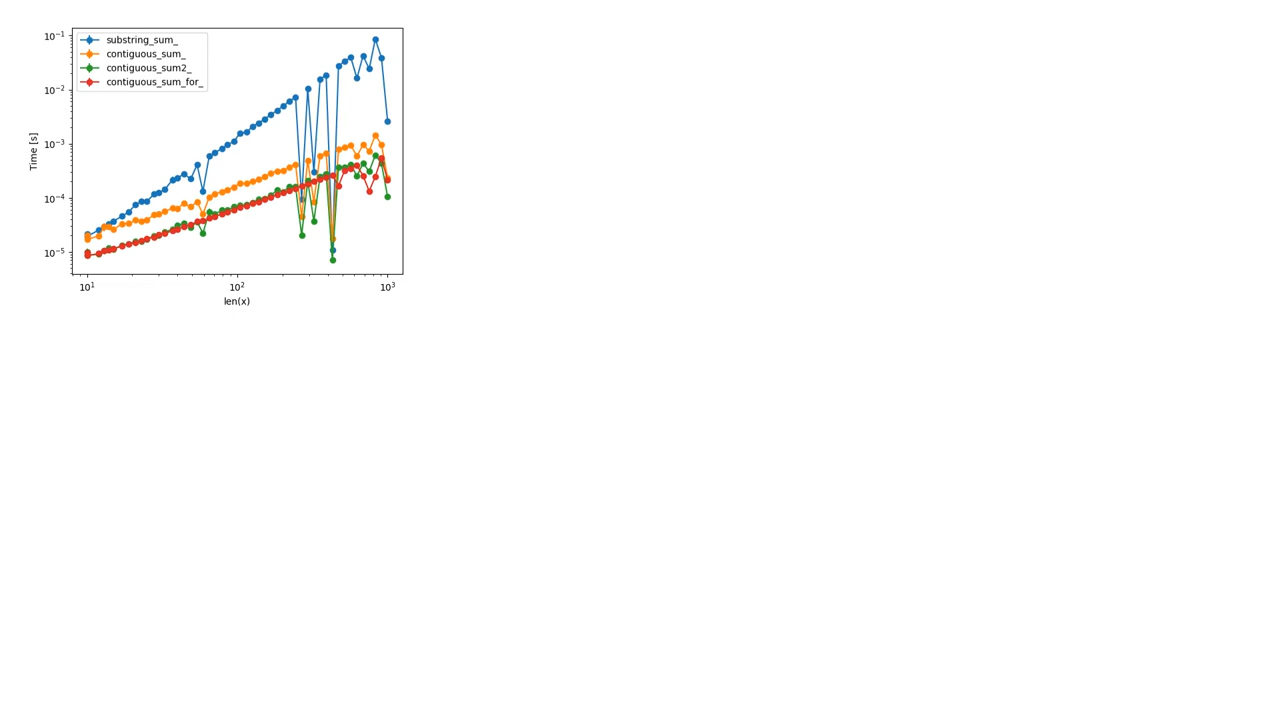 substring_sum_
contiguous_sum_
contiguous_sum2_
contiguous_sum_for_
Time [s]
10⁻¹
10⁻²
10⁻³
10⁻⁴
10⁻⁵
10¹ 10² 10³
len(x)